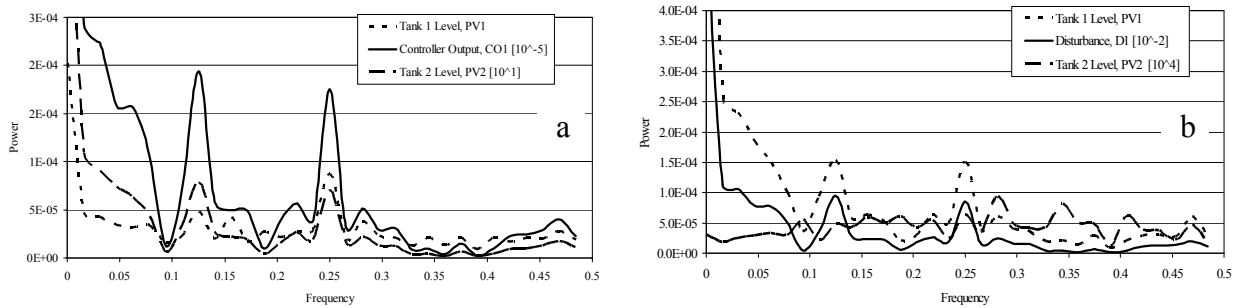 3E-04
2E-04
2E-04
1E-04
5E-05
0E+00
Power
Tank 1 Level, PV1
Controller Output, CO1 [10^-5]
Tank 2 Level, PV2 [10^1]
a
0 0.05 0.1 0.15 0.2 0.25 0.3 0.35 0.4 0.45 0.5
Frequency
4.0E-04
3.5E-04
3.0E-04
2.5E-04
2.0E-04
1.5E-04
1.0E-04
5.0E-05
0.0E+00
Power
Tank 1 Level, PV1
Disturbance, D1 [10^-2]
Tank 2 Level, PV2 [10^4]
b
0 0.05 0.1 0.15 0.2 0.25 0.3 0.35 0.4 0.45 0.5
Frequency